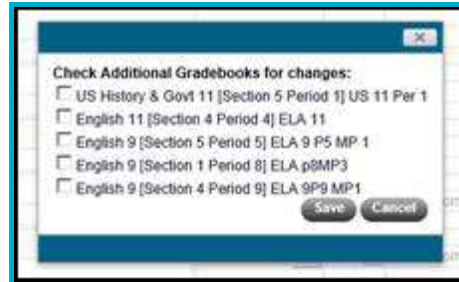 Check Additional Gradebooks for changes:
US History & Govt 11 [Section 5 Period 1] US 11 Per 1
English 11 [Section 4 Period 4] ELA 11
English 9 [Section 5 Period 5] ELA 9 P5 MP 1
English 9 [Section 1 Period 8] ELA p8MP3
English 9 [Section 4 Period 9] ELA 9P9 MP1
Save Cancel